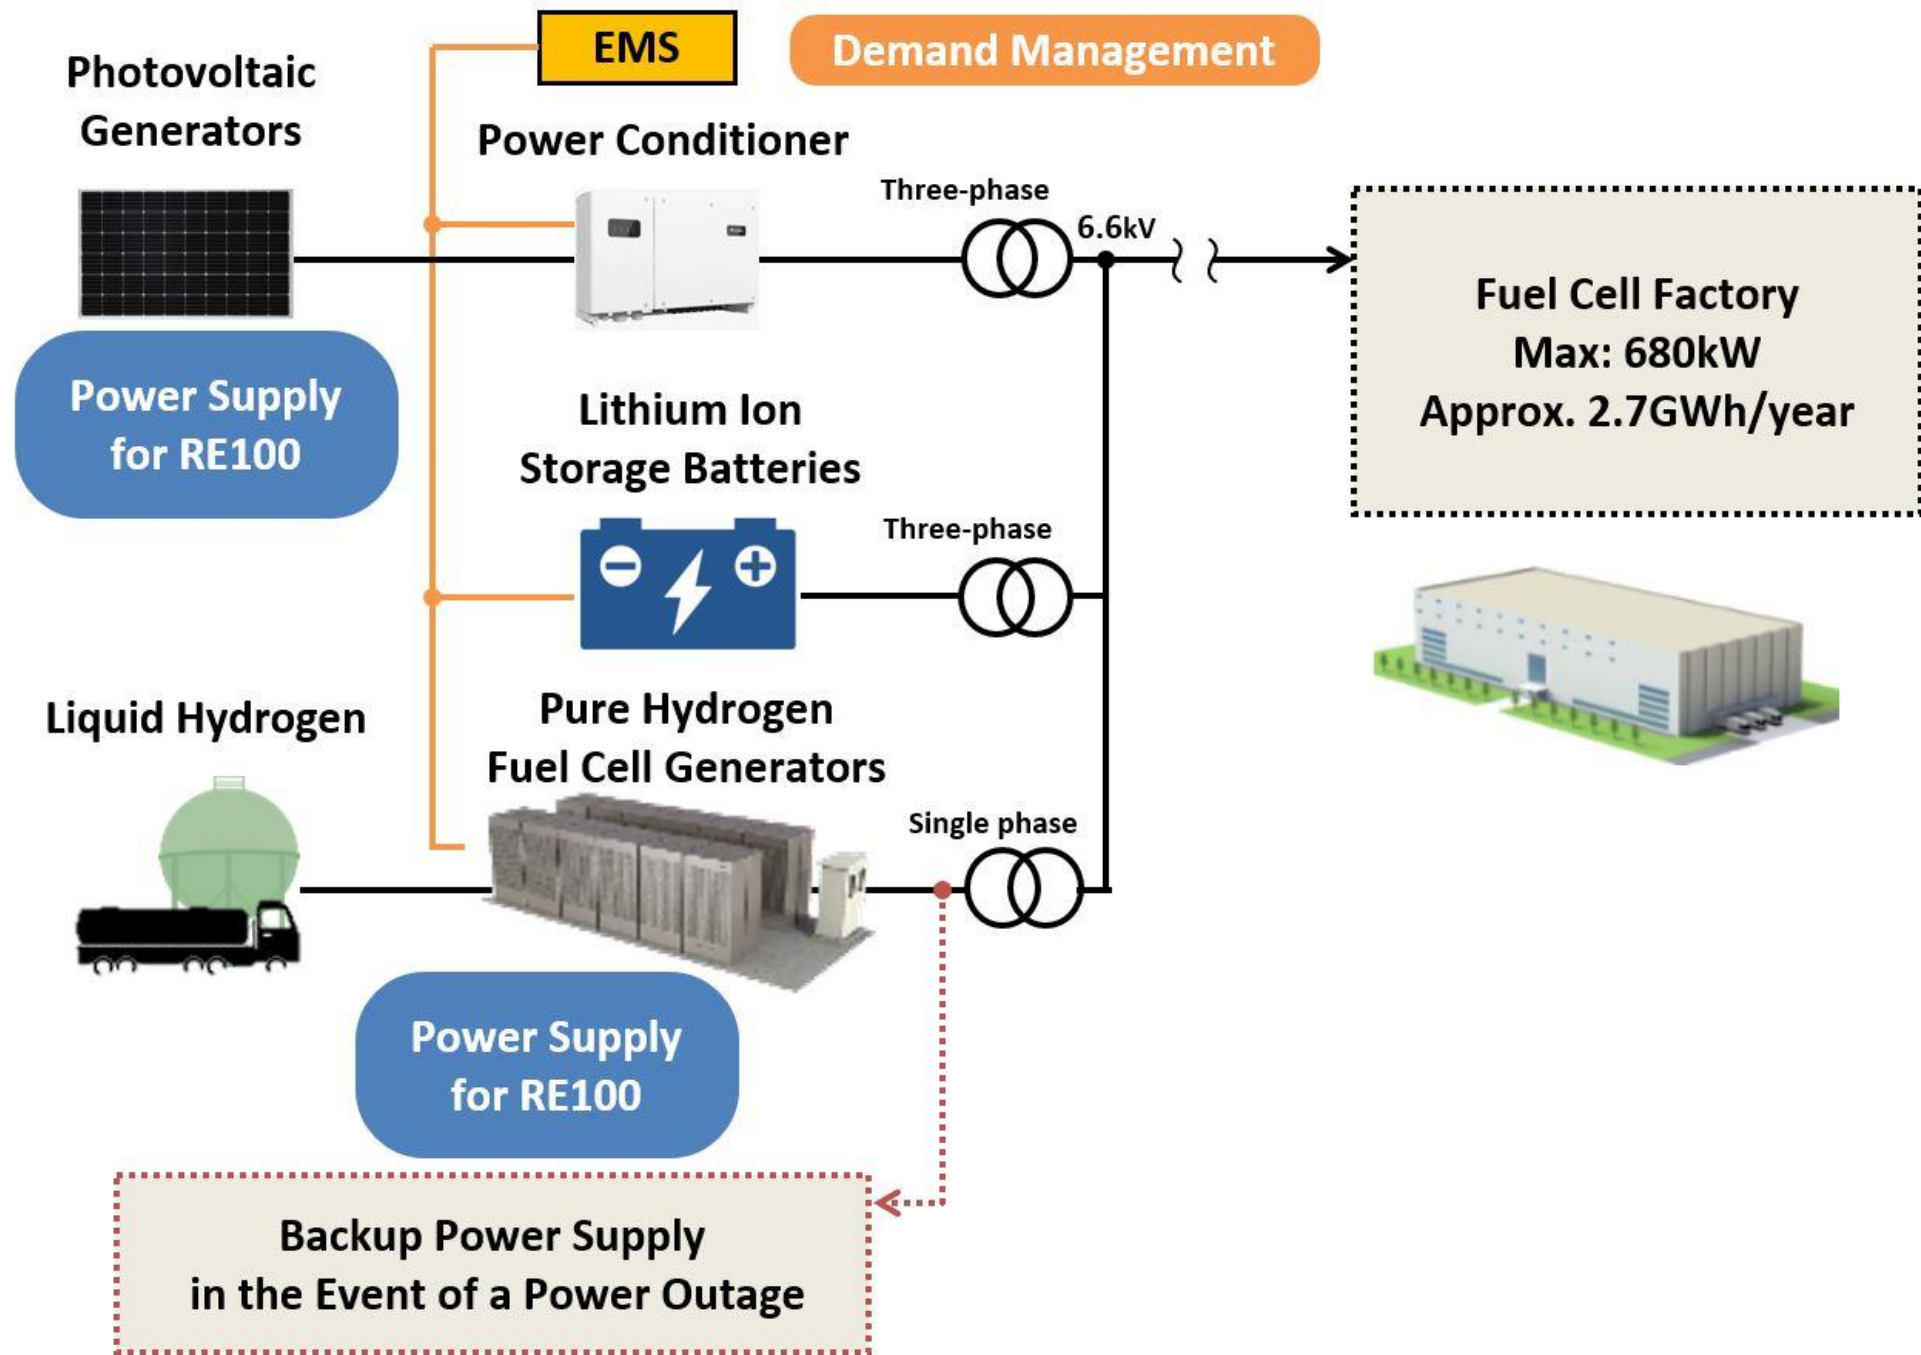 EMS
Demand Management
Photovoltaic
Generators
Power Conditioner
Three-phase
6.6kV
Fuel Cell Factory
Max: 680kW
Approx. 2.7GWh/year
Power Supply
for RE100
Lithium Ion
Storage Batteries
Three-phase
Liquid Hydrogen
Pure Hydrogen
Fuel Cell Generators
Single phase
Power Supply
for RE100
Backup Power Supply
in the Event of a Power Outage